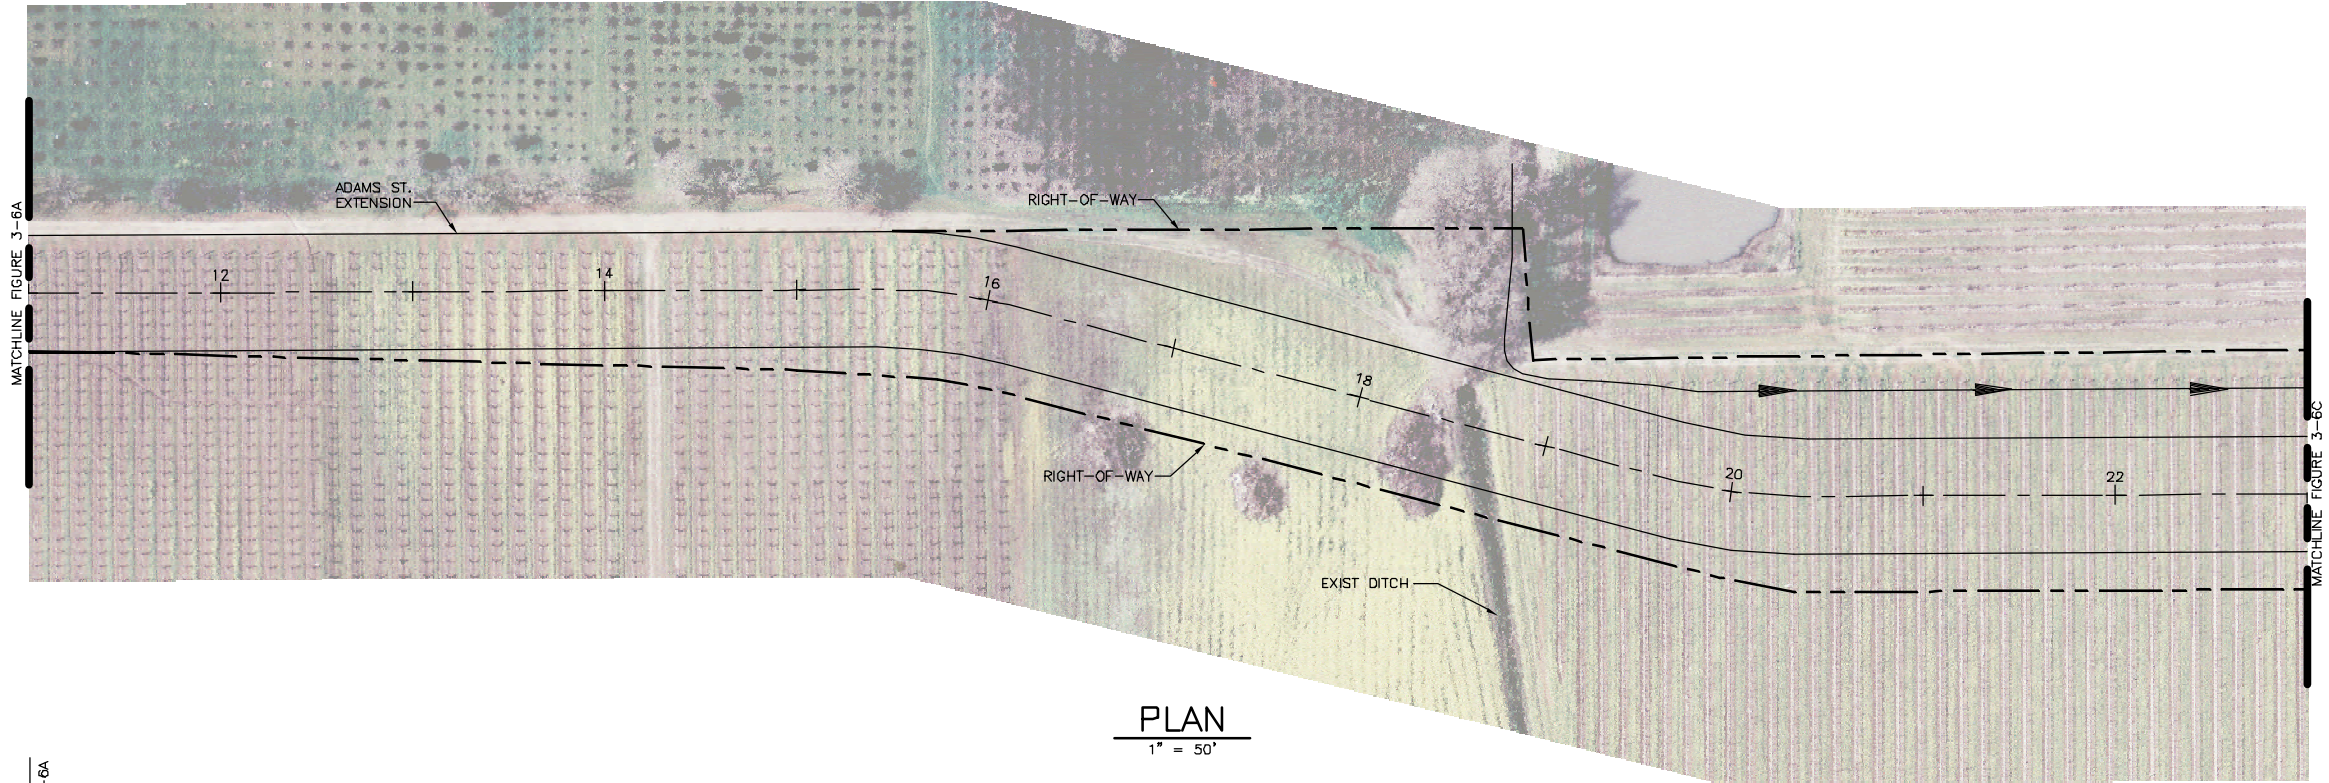 ADAMS ST.
EXTENSION
RIGHT-OF-WAY
MATCHLINE FIGURE 3-6A
12
14
16
18
20
22
RIGHT-OF-WAY
EXIST DITCH
MATCHLINE FIGURE 3-6C
PLAN
1" = 50'
-6A